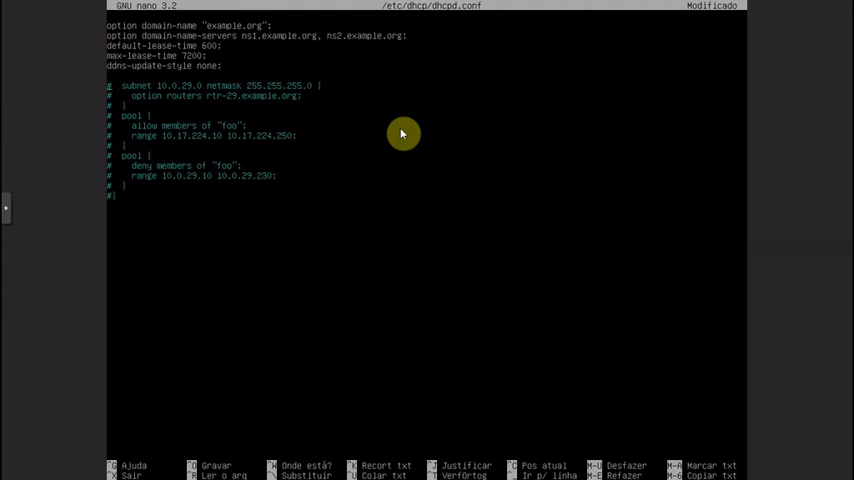 GNU nano 3.2 /etc/dhcp/dhcpd.conf Modificado
option domain-name "example.org";
option domain-name-servers ns1.example.org, ns2.example.org;
default-lease-time 600;
max-lease-time 7200;
ddns-update-style none;
# subnet 10.0.29.0 netmask 255.255.255.0 {
# option routers rtr-29.example.org;
# }
# pool {
# allow members of "foo";
# range 10.17.224.10 10.17.224.250;
# }
# pool {
# deny members of "foo";
# range 10.0.29.10 10.0.29.230;
# }
#}
^G Ajuda ^O Gravar ^W Onde está? ^K Recort txt ^J Justificar ^C Pos atual M-U Desfazer M-A Marcar txt
^X Sair ^R Ler o arq ^\ Substituir ^U Colar txt ^T VerfOrtog ^_ Ir p/ linha M-E Refazer M-6 Copiar txt